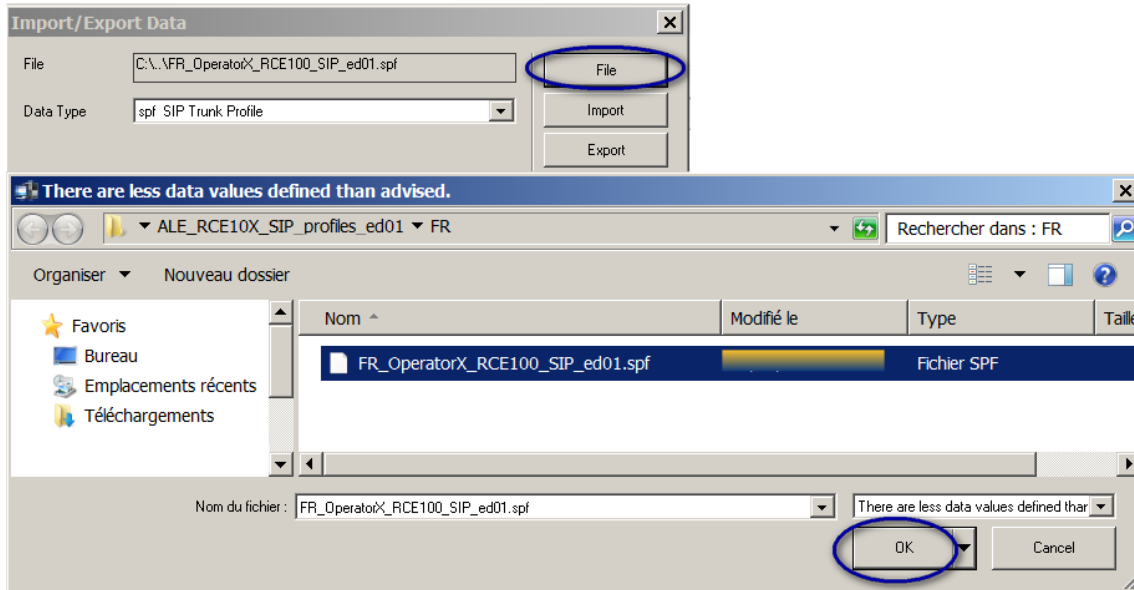 Import/Export Data
File C:\..\FR_OperatorX_RCE100_SIP_ed01.spf File
Data Type spf SIP Trunk Profile Import
Export
There are less data values defined than advised.
ALE_RCE10X_SIP_profiles_ed01 FR Rechercher dans : FR
Organiser Nouveau dossier
Favoris Nom Modifié le Type Taille
Bureau FR_OperatorX_RCE100_SIP_ed01.spf Fichier SPF
Emplacements récents
Téléchargements
Nom du fichier : FR_OperatorX_RCE100_SIP_ed01.spf There are less data values defined thar
OK Cancel